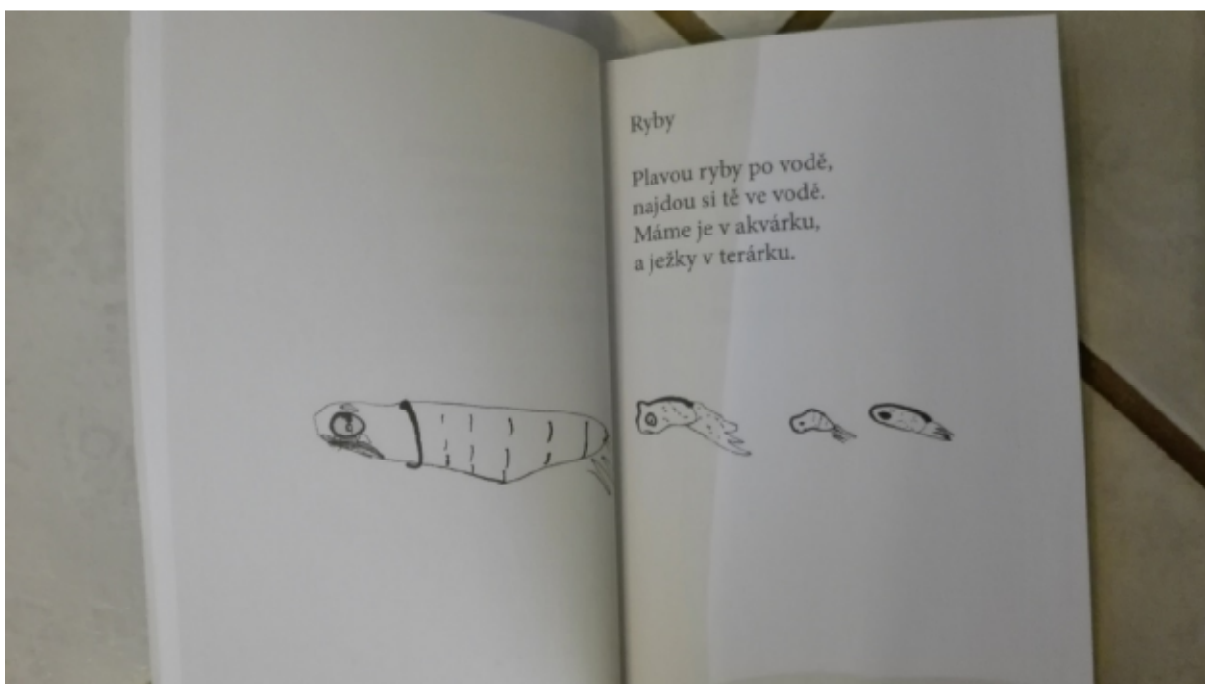 Ryby
Plavou ryby po vodě,
najdou si tě ve vodě.
Máme je v akvárku,
a ježky v terárku.